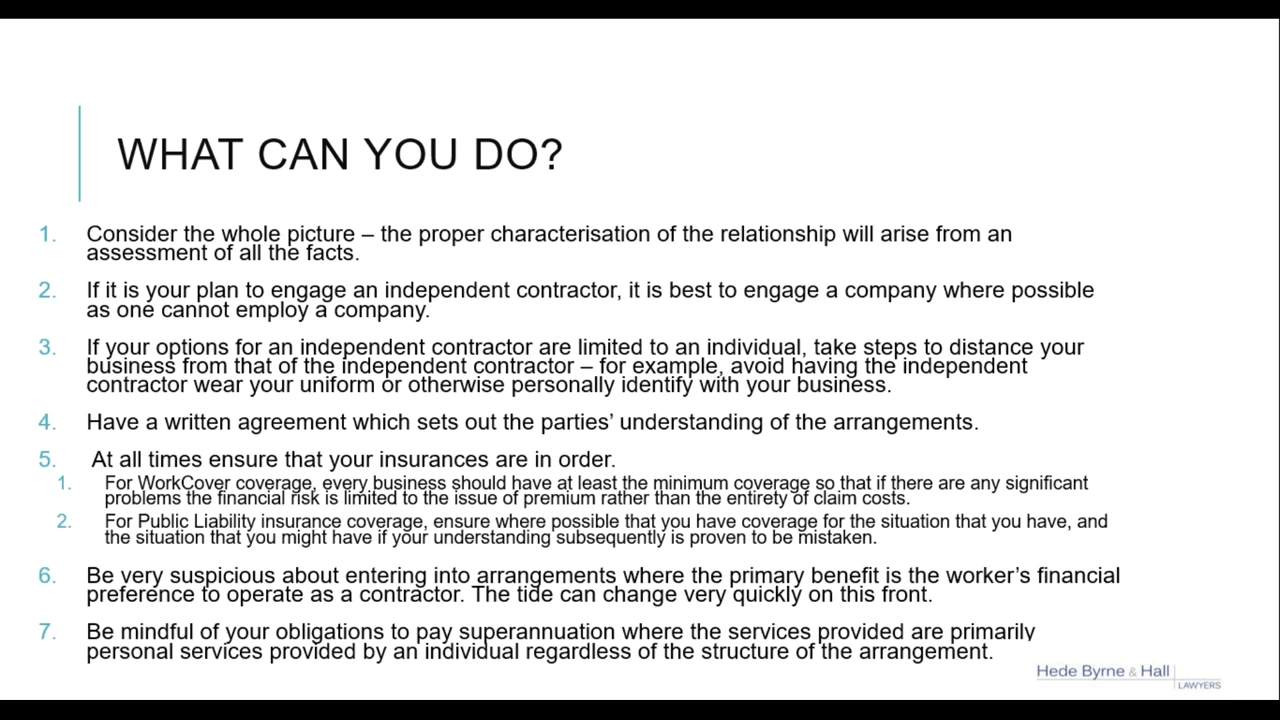 WHAT CAN YOU DO?
1. Consider the whole picture – the proper characterisation of the relationship will arise from an
assessment of all the facts.
2. If it is your plan to engage an independent contractor, it is best to engage a company where possible
as one cannot employ a company.
3. If your options for an independent contractor are limited to an individual, take steps to distance your
business from that of the independent contractor – for example, avoid having the independent
contractor wear your uniform or otherwise personally identify with your business.
4. Have a written agreement which sets out the parties’ understanding of the arrangements.
5. At all times ensure that your insurances are in order.
1. For WorkCover coverage, every business should have at least the minimum coverage so that if there are any significant
problems the financial risk is limited to the issue of premium rather than the entirety of claim costs.
2. For Public Liability insurance coverage, ensure where possible that you have coverage for the situation that you have, and
the situation that you might have if your understanding subsequently is proven to be mistaken.
6. Be very suspicious about entering into arrangements where the primary benefit is the worker’s financial
preference to operate as a contractor. The tide can change very quickly on this front.
7. Be mindful of your obligations to pay superannuation where the services provided are primarily
personal services provided by an individual regardless of the structure of the arrangement.
Hede Byrne & Hall
LAWYERS